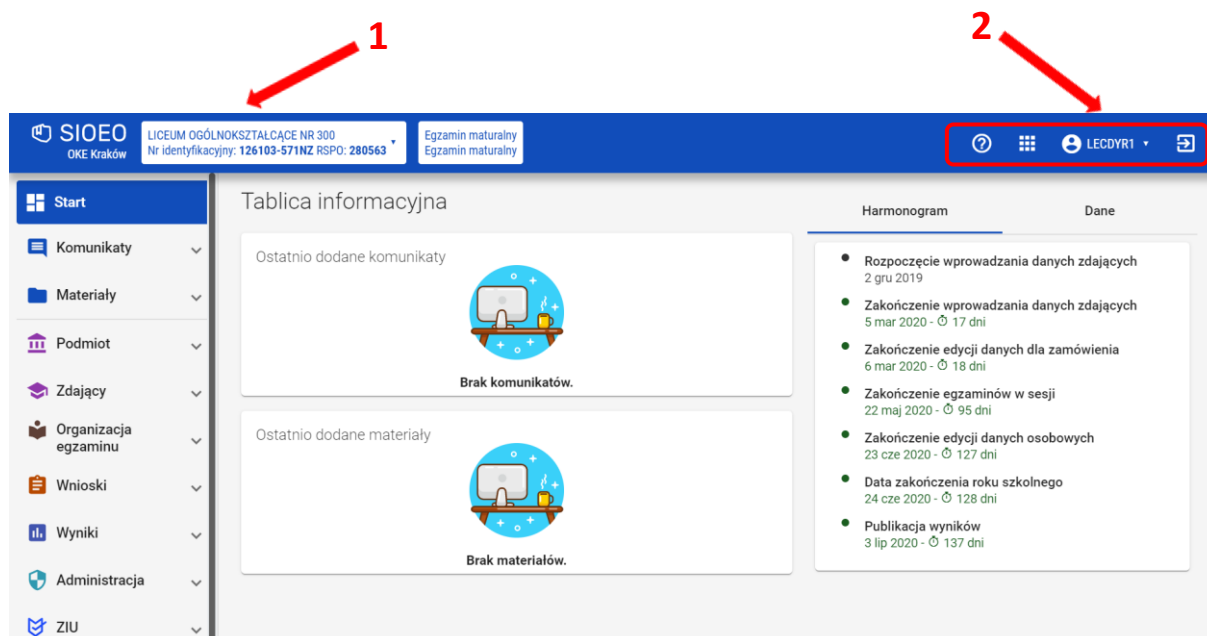 1
2
SIOEO
OKE Kraków
LICEUM OGÓLNOKSZTAŁCĄCE NR 300
Nr identyfikacyjny: 126103-571NZ RSPO: 280563
Egzamin maturalny
Egzamin maturalny
LECDYR1
Start
Komunikaty
Materiały
Podmiot
Zdający
Organizacja
egzaminu
Wnioski
Wyniki
Administracja
ZIU
Tablica informacyjna
Ostatnio dodane komunikaty
Brak komunikatów.
Ostatnio dodane materiały
Brak materiałów.
Harmonogram
Dane
Rozpoczęcie wprowadzania danych zdających
2 gru 2019
Zakończenie wprowadzania danych zdających
5 mar 2020 - 17 dni
Zakończenie edycji danych dla zamówienia
6 mar 2020 - 18 dni
Zakończenie egzaminów w sesji
22 maj 2020 - 95 dni
Zakończenie edycji danych osobowych
23 cze 2020 - 127 dni
Data zakończenia roku szkolnego
24 cze 2020 - 128 dni
Publikacja wyników
3 lip 2020 - 137 dni